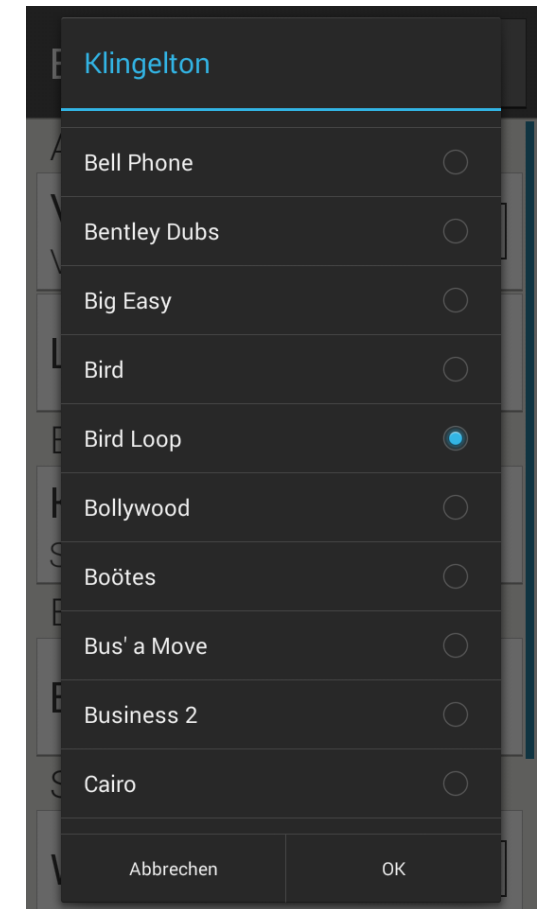 Klingelton
Bell Phone
Bentley Dubs
Big Easy
Bird
Bird Loop
Bollywood
Boötes
Bus' a Move
Business 2
Cairo
Abbrechen
OK